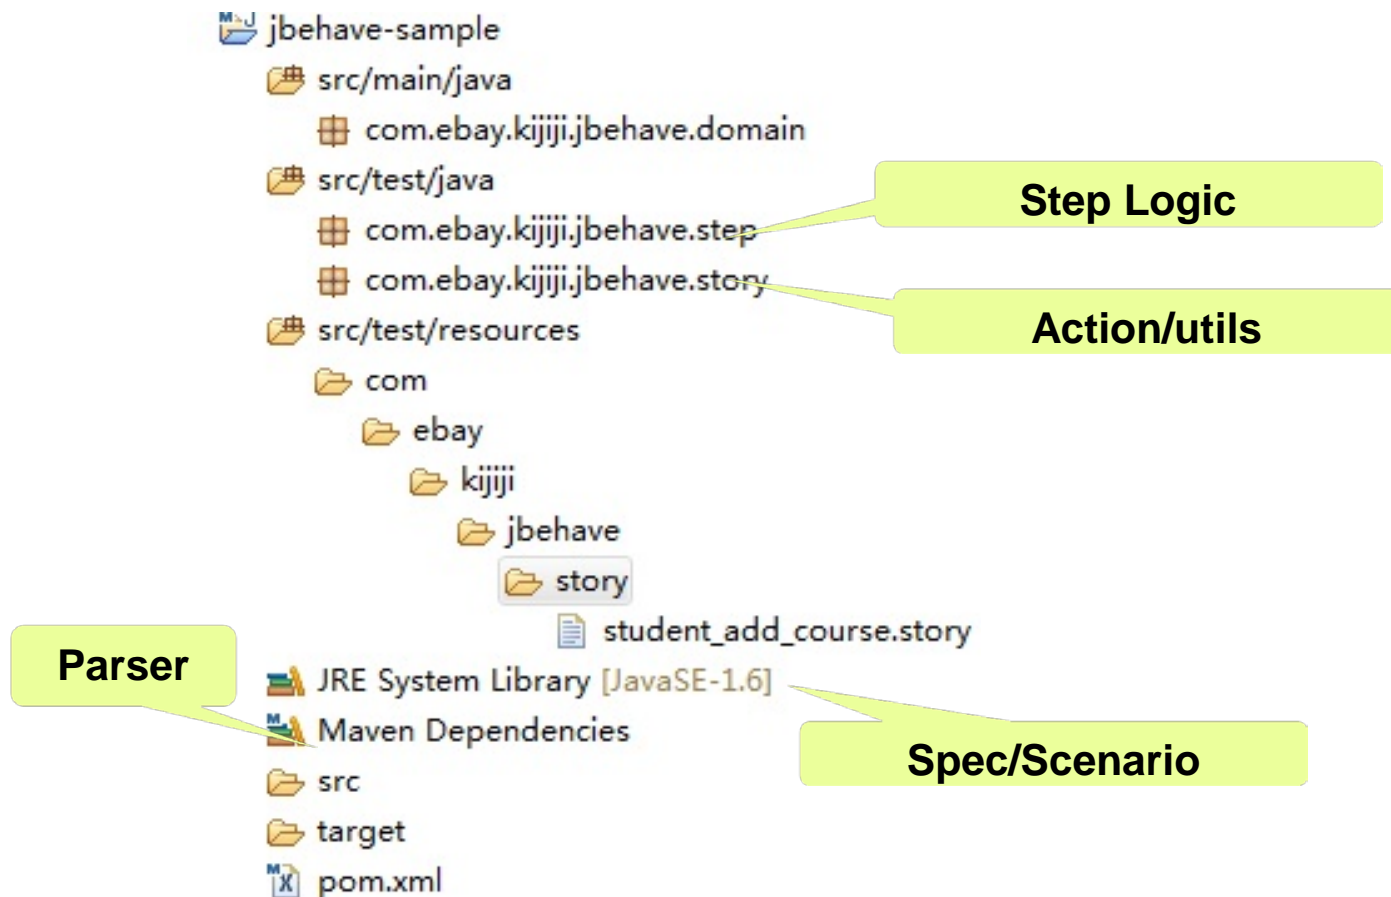 jbehave-sample
src/main/java
com.ebay.kijiji.jbehave.domain
src/test/java
Step Logic
com.ebay.kijiji.jbehave.step
com.ebay.kijiji.jbehave.story
src/test/resources
Action/utils
com
ebay
kijiji
jbehave
story
student_add_course.story
Parser
JRE System Library [JavaSE-1.6]
Maven Dependencies
Spec/Scenario
src
target
pom.xml